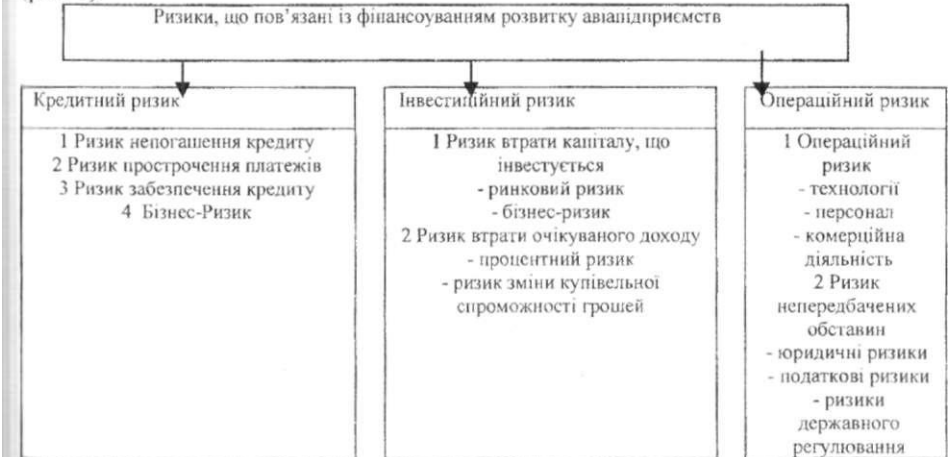 Ризики, що пов’язані із фінансоуванням розвитку авіапідприємств
Кредитний ризик
1 Ризик непогашення кредиту
2 Ризик прострочення платежів
3 Ризик забезпечення кредиту
4 Бізнес-Ризик
Інвестиційний ризик
1 Ризик втрати капіталу, що
інвестується
- ринковий ризик
- бізнес-ризик
2 Ризик втрати очікуваного доходу
- процентний ризик
- ризик зміни купівельної
спроможності грошей
Операційний ризик
1 Операційний
ризик
- технології
- персонал
- комерційна
діяльність
2 Ризик
непередбачених
обставин
- юридичні ризики
- податкові ризики
- ризики
державного
регулювання